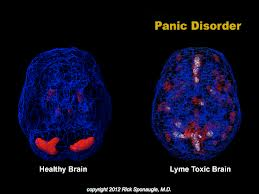 Panic Disorder
Healthy Brain
Lyme Toxic Brain
copyright 2012 Rick Sponaugle, M.D.